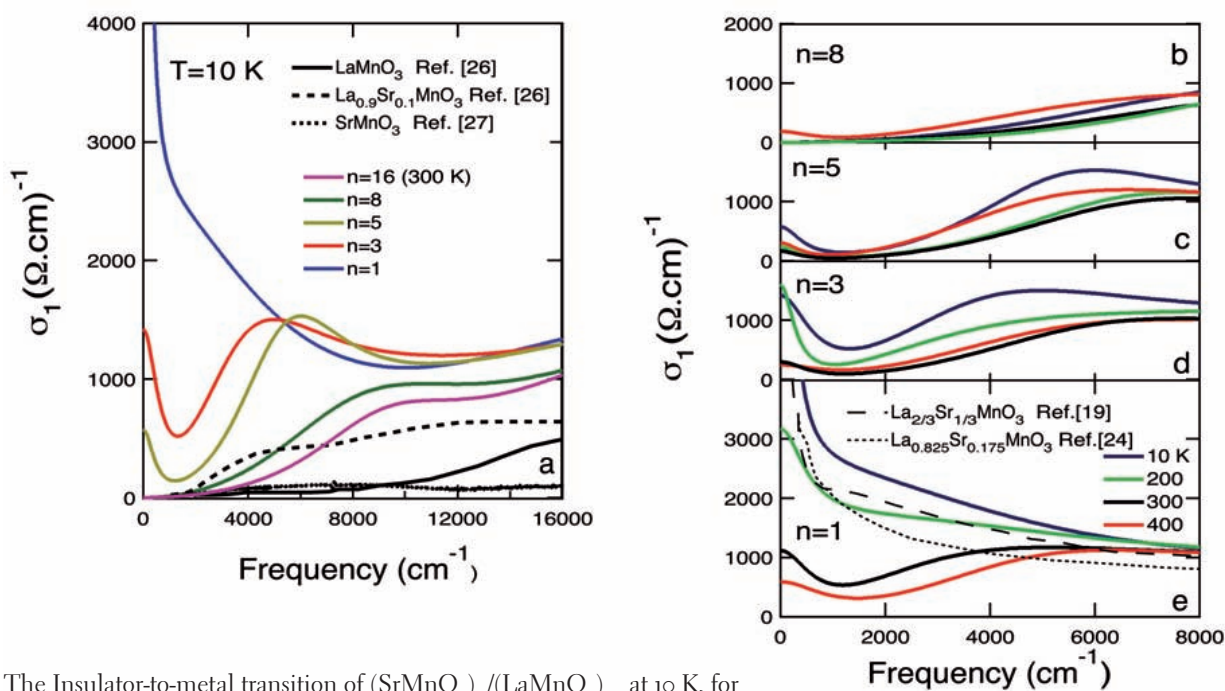 4000
3000
2000
1000
0
σ₁ (Ω.cm)⁻¹
T=10 K
LaMnO₃ Ref. [26]
La₀.₉Sr₀.₁MnO₃ Ref. [26]
SrMnO₃ Ref. [27]
n=16 (300 K)
n=8
n=5
n=3
n=1
a
0 4000 8000 12000 16000
Frequency (cm⁻¹)
σ₁ (Ω.cm)⁻¹
2000
1000
0
n=8
b
1000
0
n=5
c
1000
0
n=3
d
3000
2000
1000
0
La₂/₃Sr₁/₃MnO₃ Ref.[19]
La₀.₈₂₅Sr₀.₁₇₅MnO₃ Ref.[24]
10 K
200
300
400
n=1
e
0 2000 4000 6000 8000
Frequency (cm⁻¹)
The Insulator-to-metal transition of (SrMnO ) /(LaMnO ) at 10 K, for